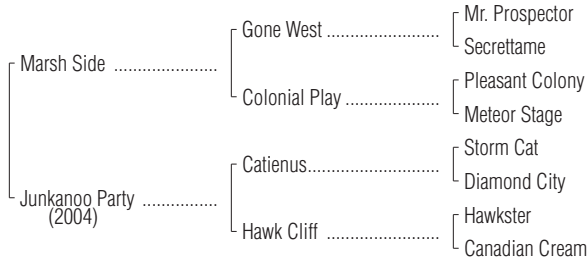 Mr. Prospector
Gone West ......................
Secrettame
Marsh Side ....................
Pleasant Colony
Colonial Play ..................
Meteor Stage
Storm Cat
Catienus.........................
Diamond City
Junkanoo Party ..............
(2004)
Hawkster
Hawk Cliff ......................
Canadian Cream